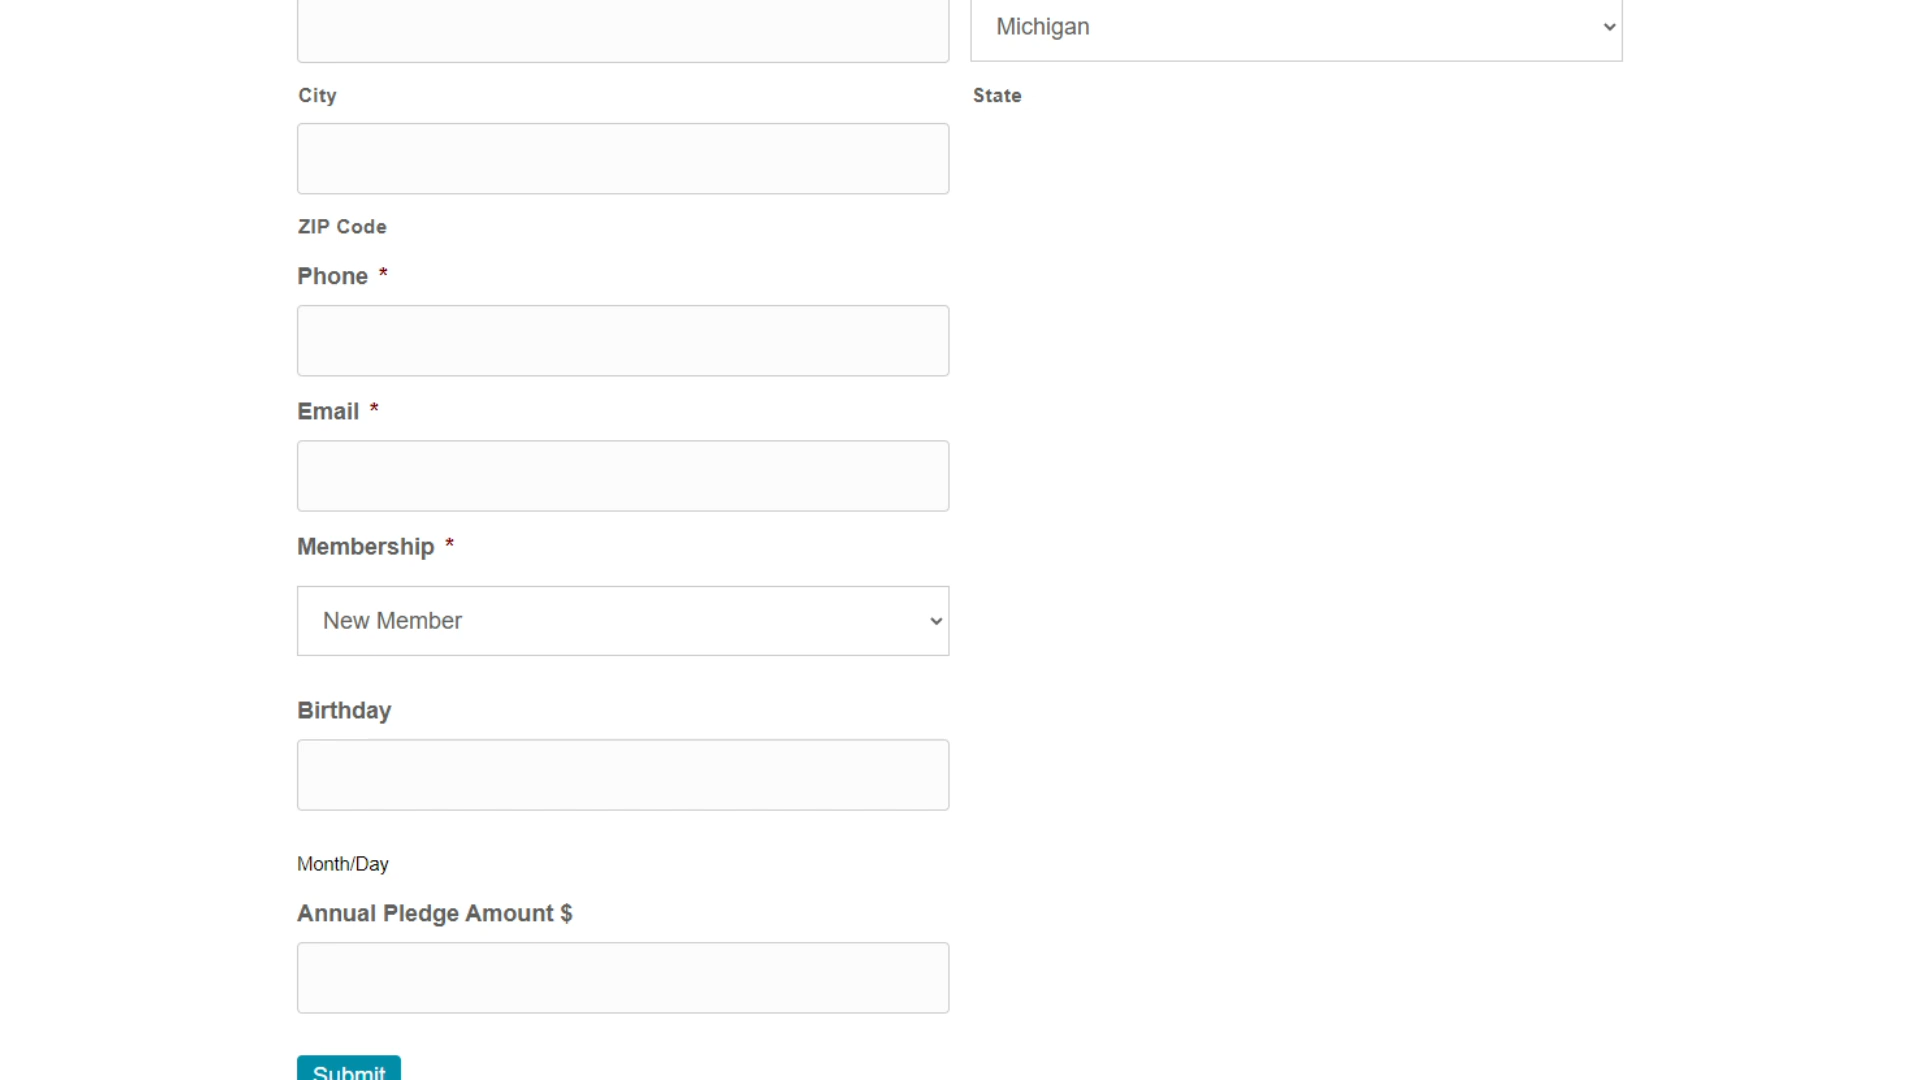 Michigan
City
State
ZIP Code
Phone *
Email *
Membership *
New Member
Birthday
Month/Day
Annual Pledge Amount $
Submit